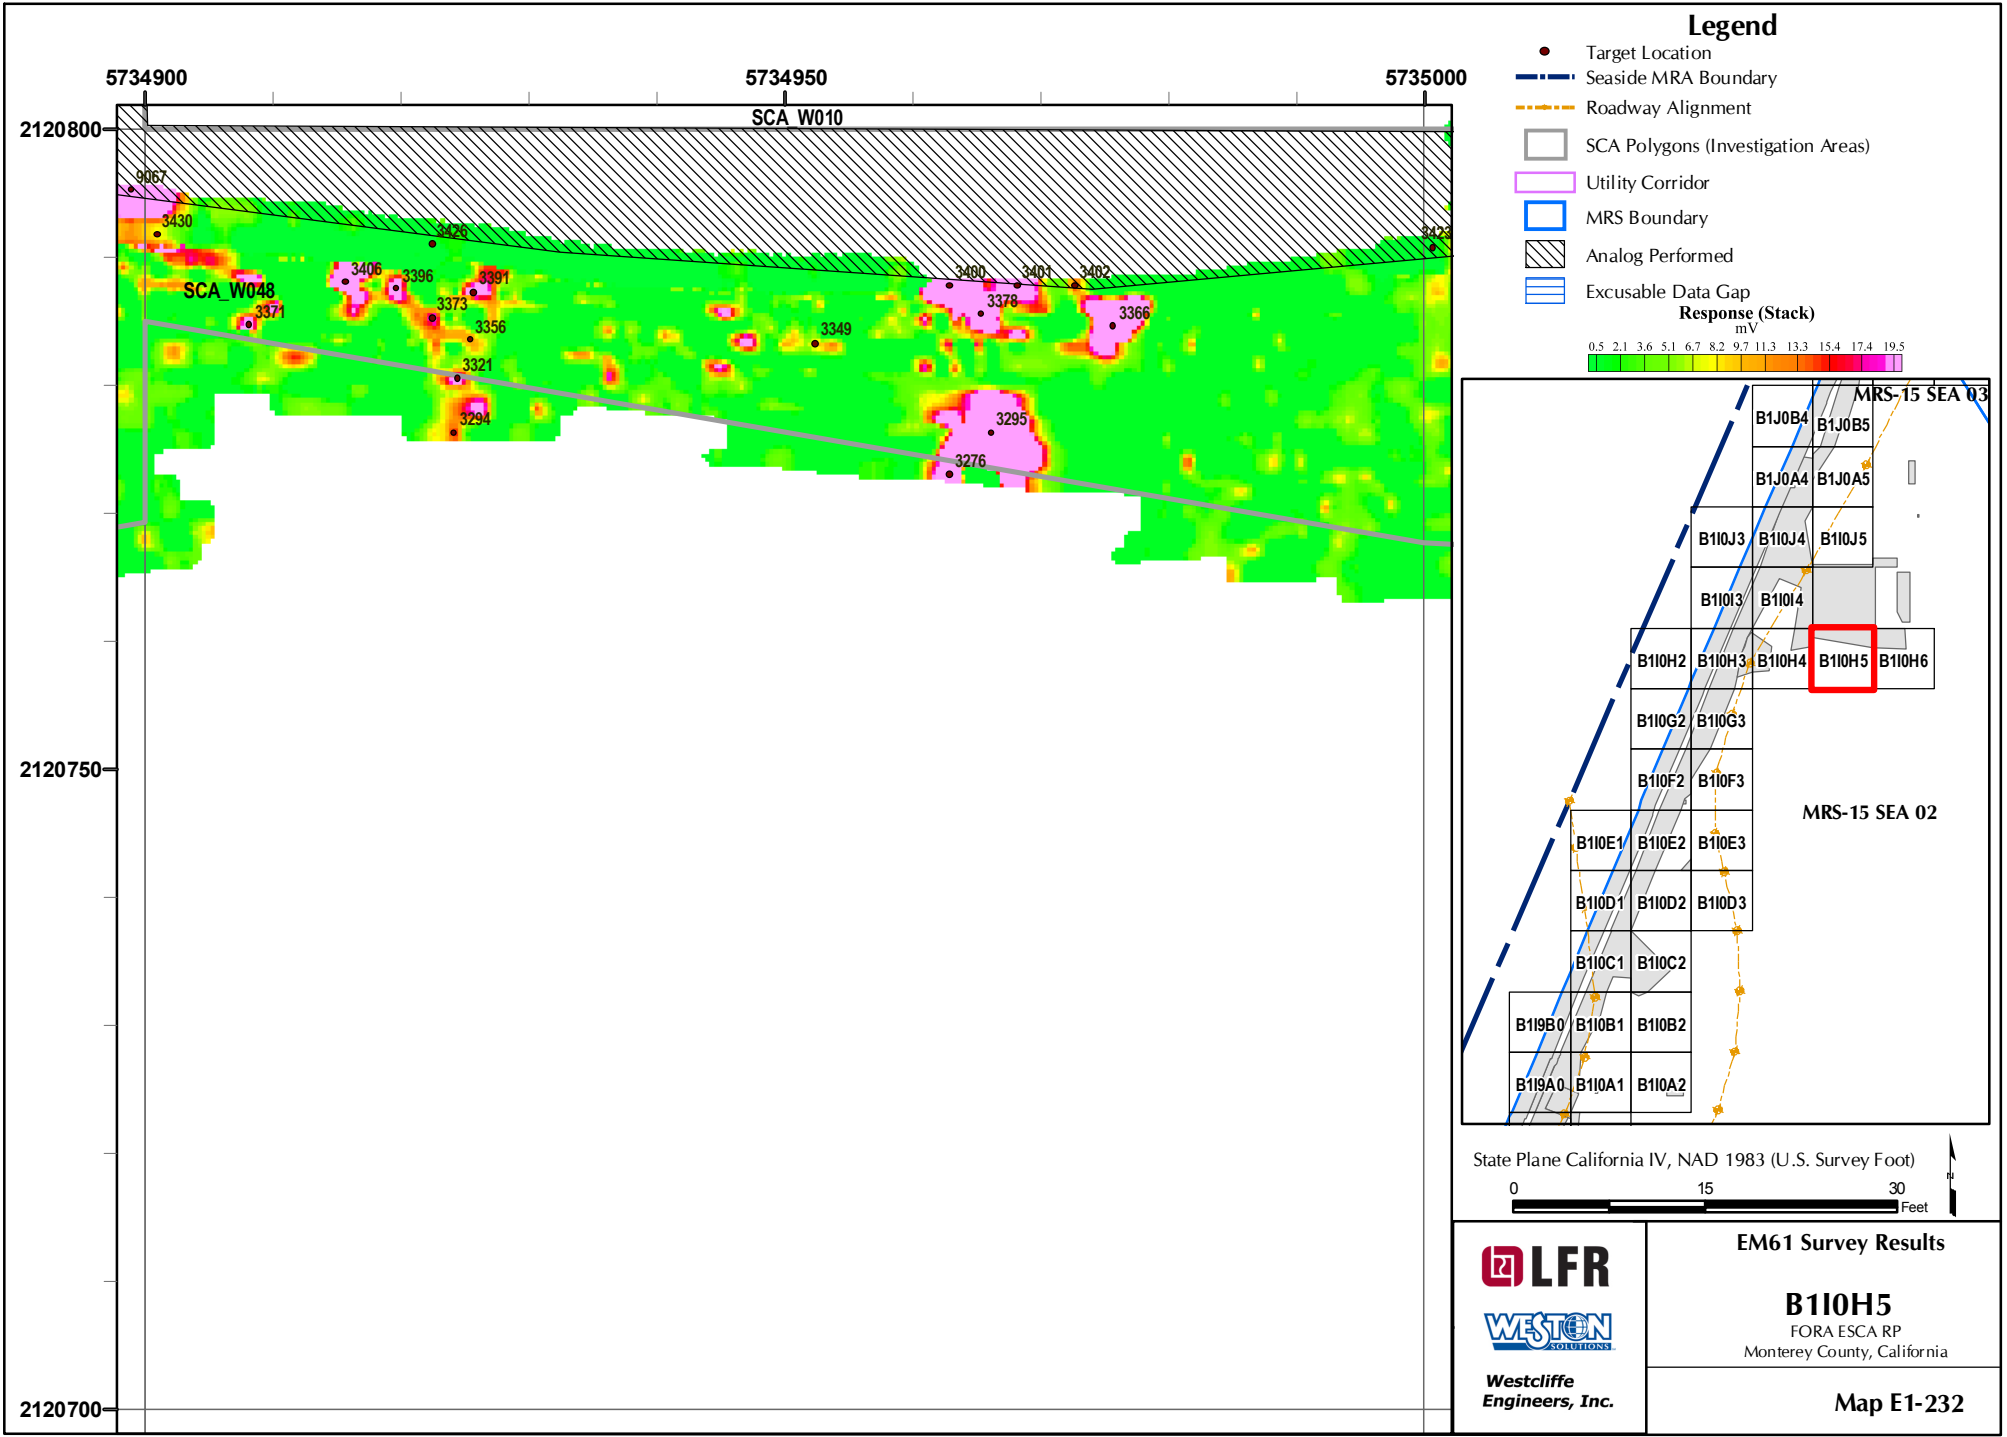 5734900
5734950
5735000
2120800
2120750
2120700
SCA_W010
9067
3430
3426
3423
3406
3396
3391
3400
3401
3402
SCA_W048
3371
3373
3378
3356
3349
3366
3321
3294
3295
3276
Legend
Target Location
Seaside MRA Boundary
Roadway Alignment
SCA Polygons (Investigation Areas)
Utility Corridor
MRS Boundary
Analog Performed
Excusable Data Gap
Response (Stack)
mV
0.5 2.1 3.6 5.1 6.7 8.2 9.7 11.3 13.3 15.4 17.4 19.5
MRS-15 SEA 03
B1J0B4 B1J0B5
B1J0A4 B1J0A5
B1I0J3 B1I0J4 B1I0J5
B1I0I3 B1I0I4
B1I0H2 B1I0H3 B1I0H4 B1I0H5 B1I0H6
B1I0G2 B1I0G3
B1I0F2 B1I0F3
MRS-15 SEA 02
B1I0E1 B1I0E2 B1I0E3
B1I0D1 B1I0D2 B1I0D3
B1I0C1 B1I0C2
B1I9B0 B1I0B1 B1I0B2
B1I9A0 B1I0A1 B1I0A2
State Plane California IV, NAD 1983 (U.S. Survey Foot)
N
0 15 30
Feet
LFR
WESTON
SOLUTIONS
Westcliffe
Engineers, Inc.
EM61 Survey Results
B1I0H5
FORA ESCA RP
Monterey County, California
Map E1-232